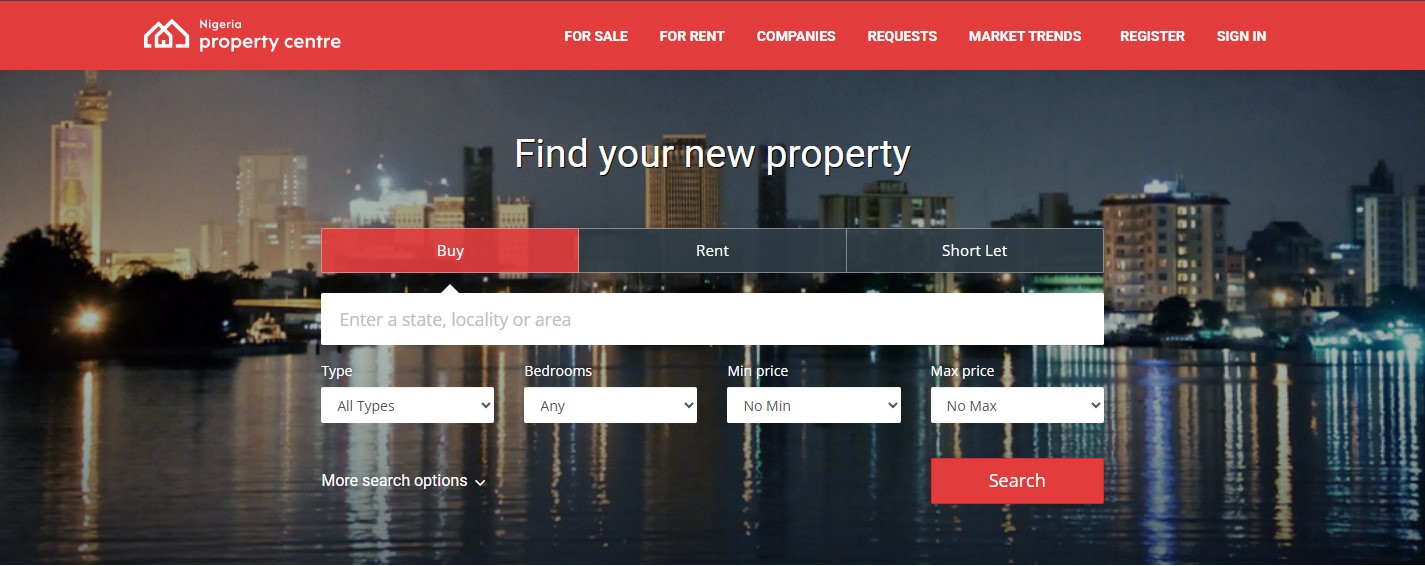 Nigeria
property centre
FOR SALE FOR RENT COMPANIES REQUESTS MARKET TRENDS REGISTER SIGN IN
Find your new property
Buy Rent Short Let
Enter a state, locality or area
Type Bedrooms Min price Max price
All Types Any No Min No Max
More search options Search